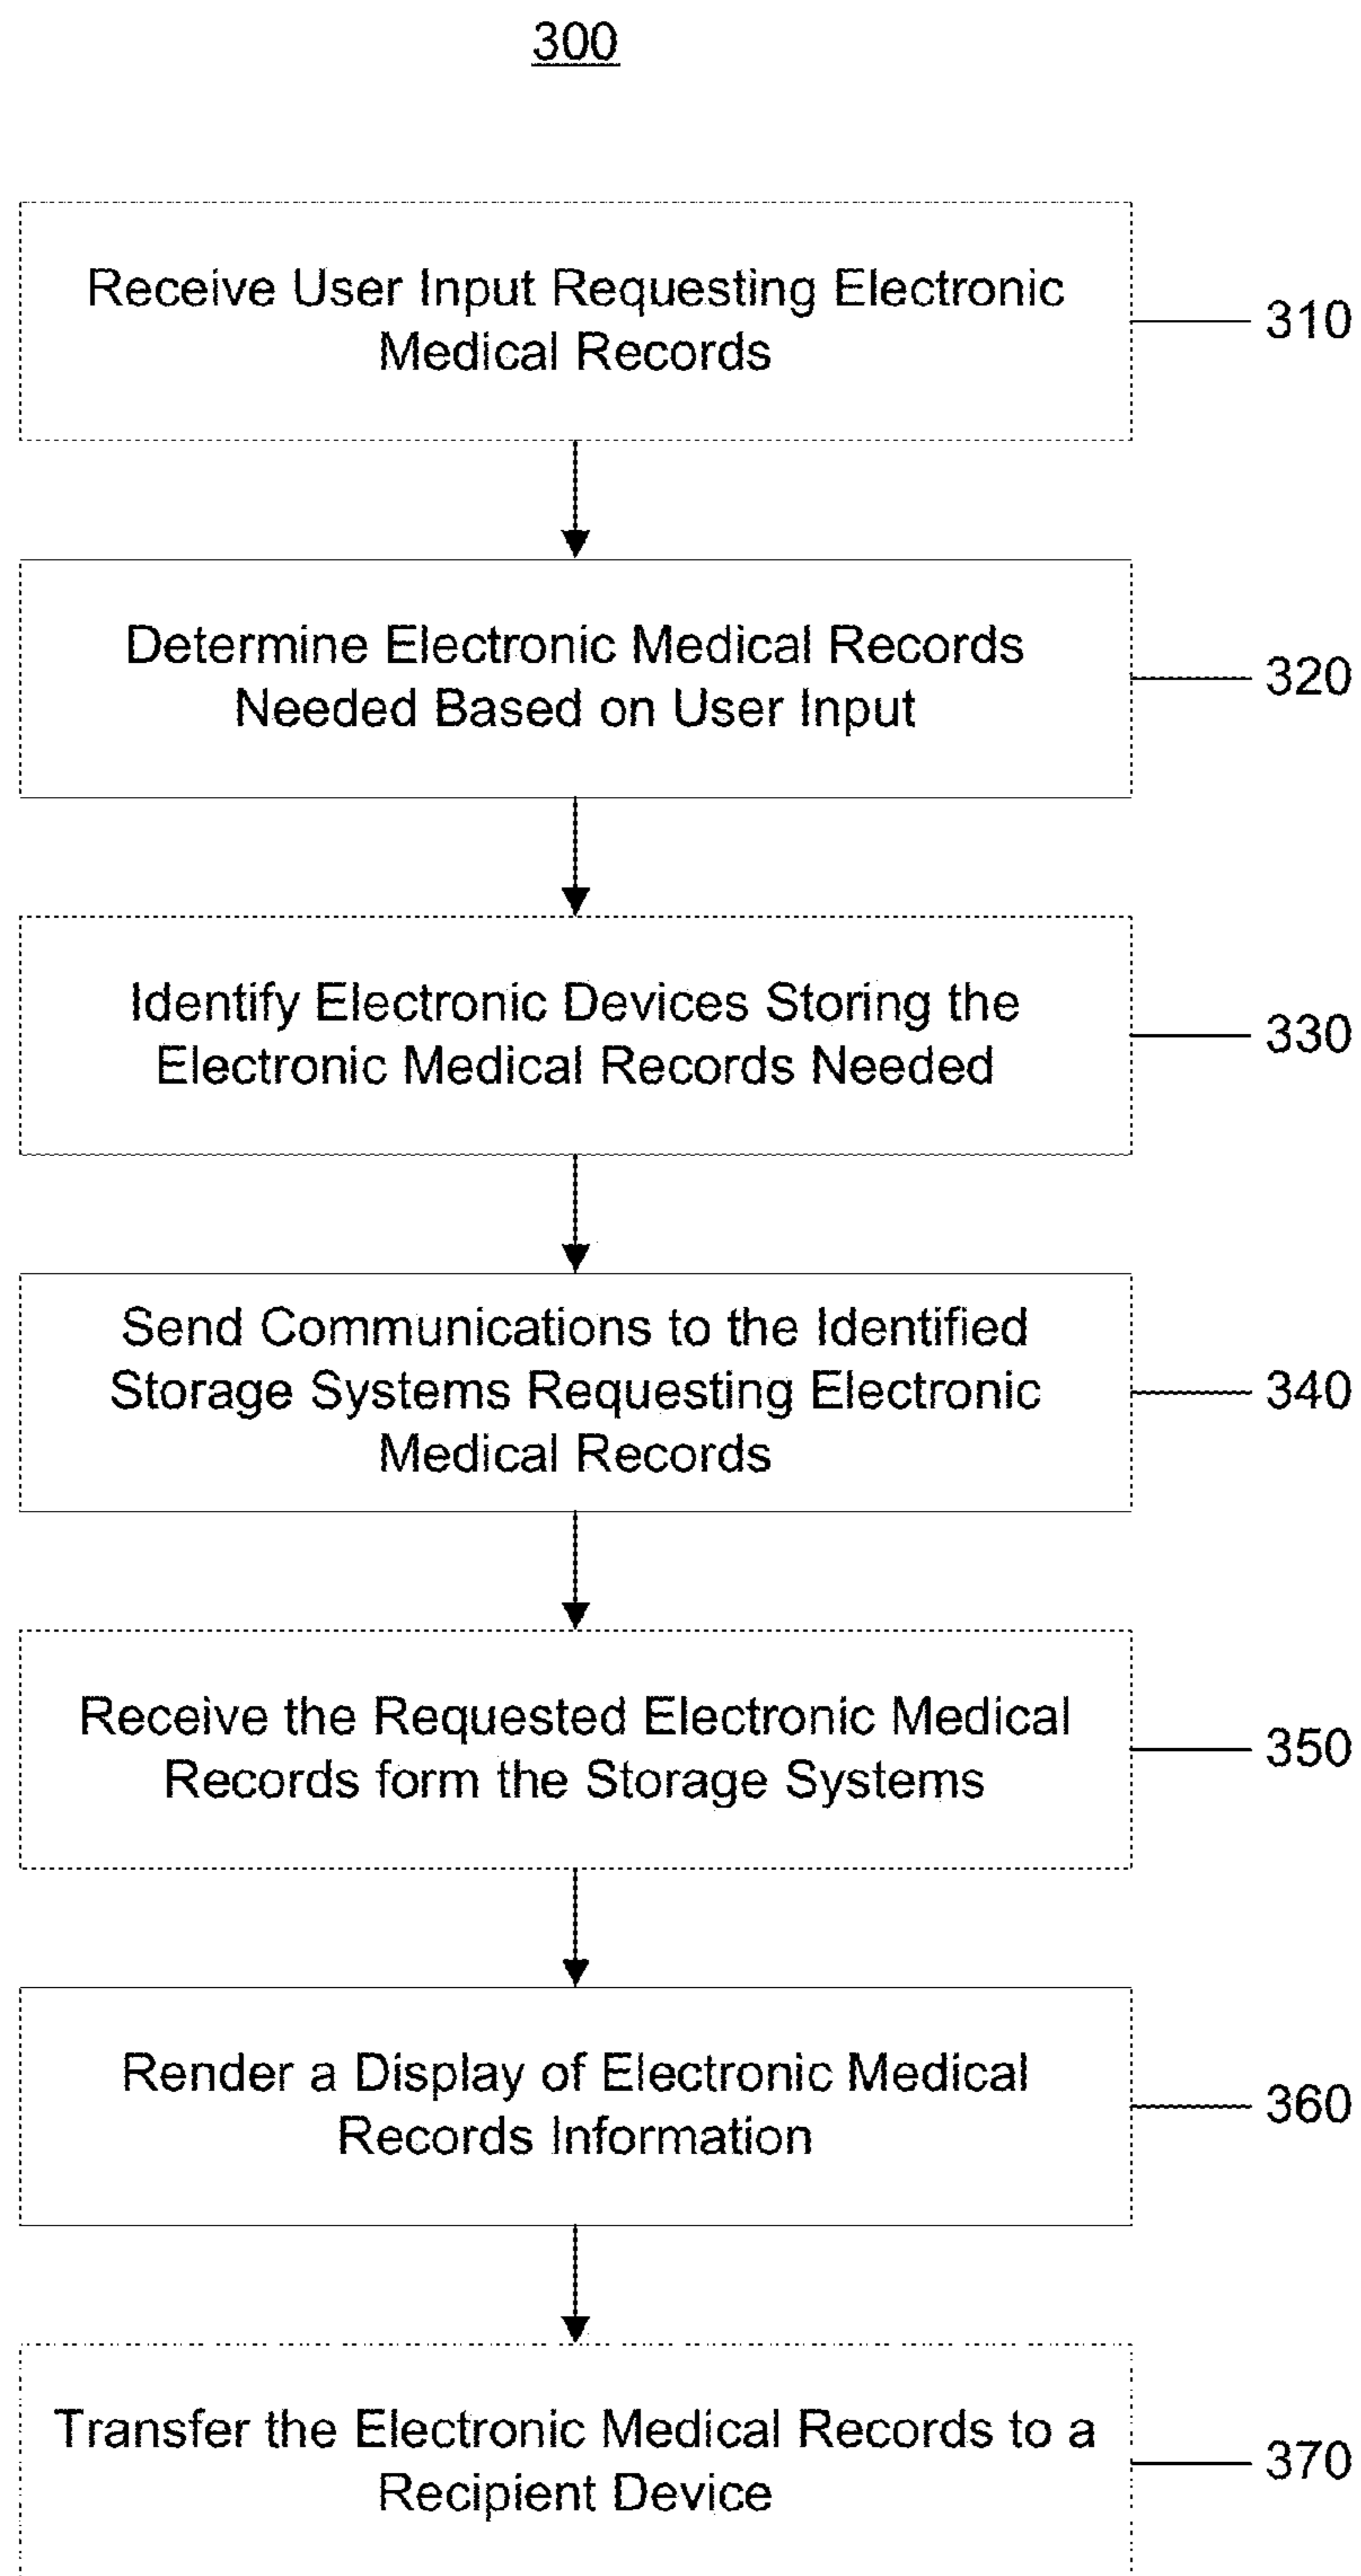 300
Receive User Input Requesting Electronic
Medical Records
310
Determine Electronic Medical Records
Needed Based on User Input
320
Identify Electronic Devices Storing the
Electronic Medical Records Needed
330
Send Communications to the Identified
Storage Systems Requesting Electronic
Medical Records
340
Receive the Requested Electronic Medical
Records form the Storage Systems
350
Render a Display of Electronic Medical
Records Information
360
Transfer the Electronic Medical Records to a
Recipient Device
370